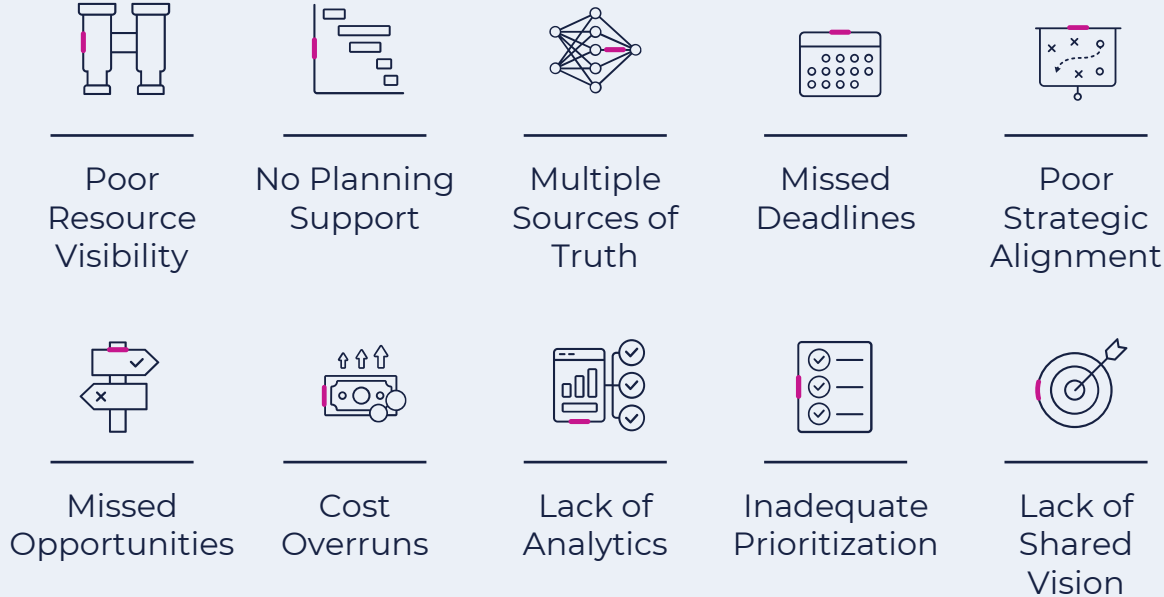 Poor
Resource
Visibility
No Planning
Support
Multiple
Sources of
Truth
Missed
Deadlines
Poor
Strategic
Alignment
Missed
Opportunities
Cost
Overruns
Lack of
Analytics
Inadequate
Prioritization
Lack of
Shared
Vision